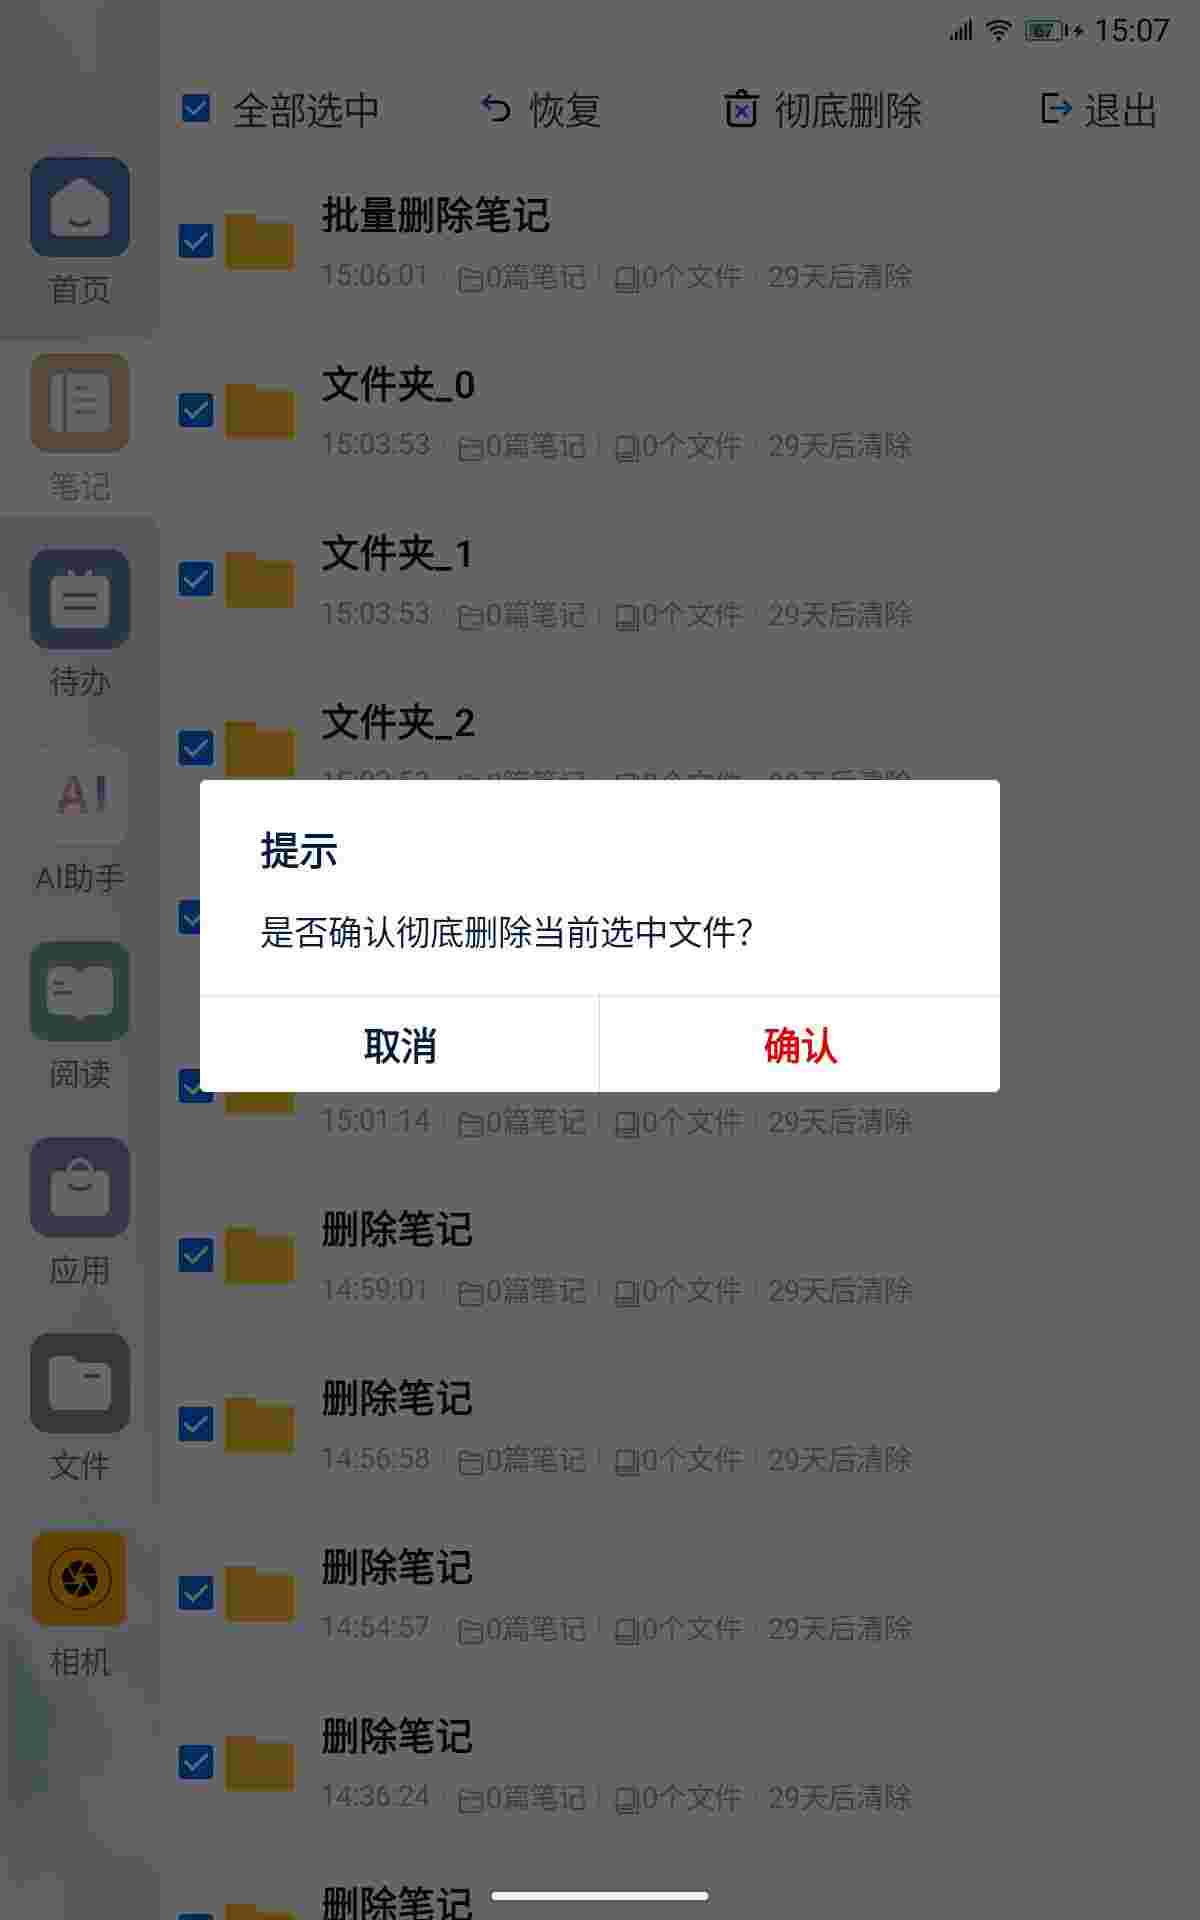 67 15:07
全部选中 恢复 彻底删除 退出
首页
笔记
待办
AI
AI助手
阅读
应用
文件
相机
批量删除笔记
15:06:01 0篇笔记 0个文件 29天后清除
文件夹_0
15:03:53 0篇笔记 0个文件 29天后清除
文件夹_1
15:03:53 0篇笔记 0个文件 29天后清除
文件夹_2
提示
是否确认彻底删除当前选中文件?
取消 确认
15:01:14 0篇笔记 0个文件 29天后清除
删除笔记
14:59:01 0篇笔记 0个文件 29天后清除
删除笔记
14:56:58 0篇笔记 0个文件 29天后清除
删除笔记
14:54:57 0篇笔记 0个文件 29天后清除
删除笔记
14:36:24 0篇笔记 0个文件 29天后清除
删除笔记